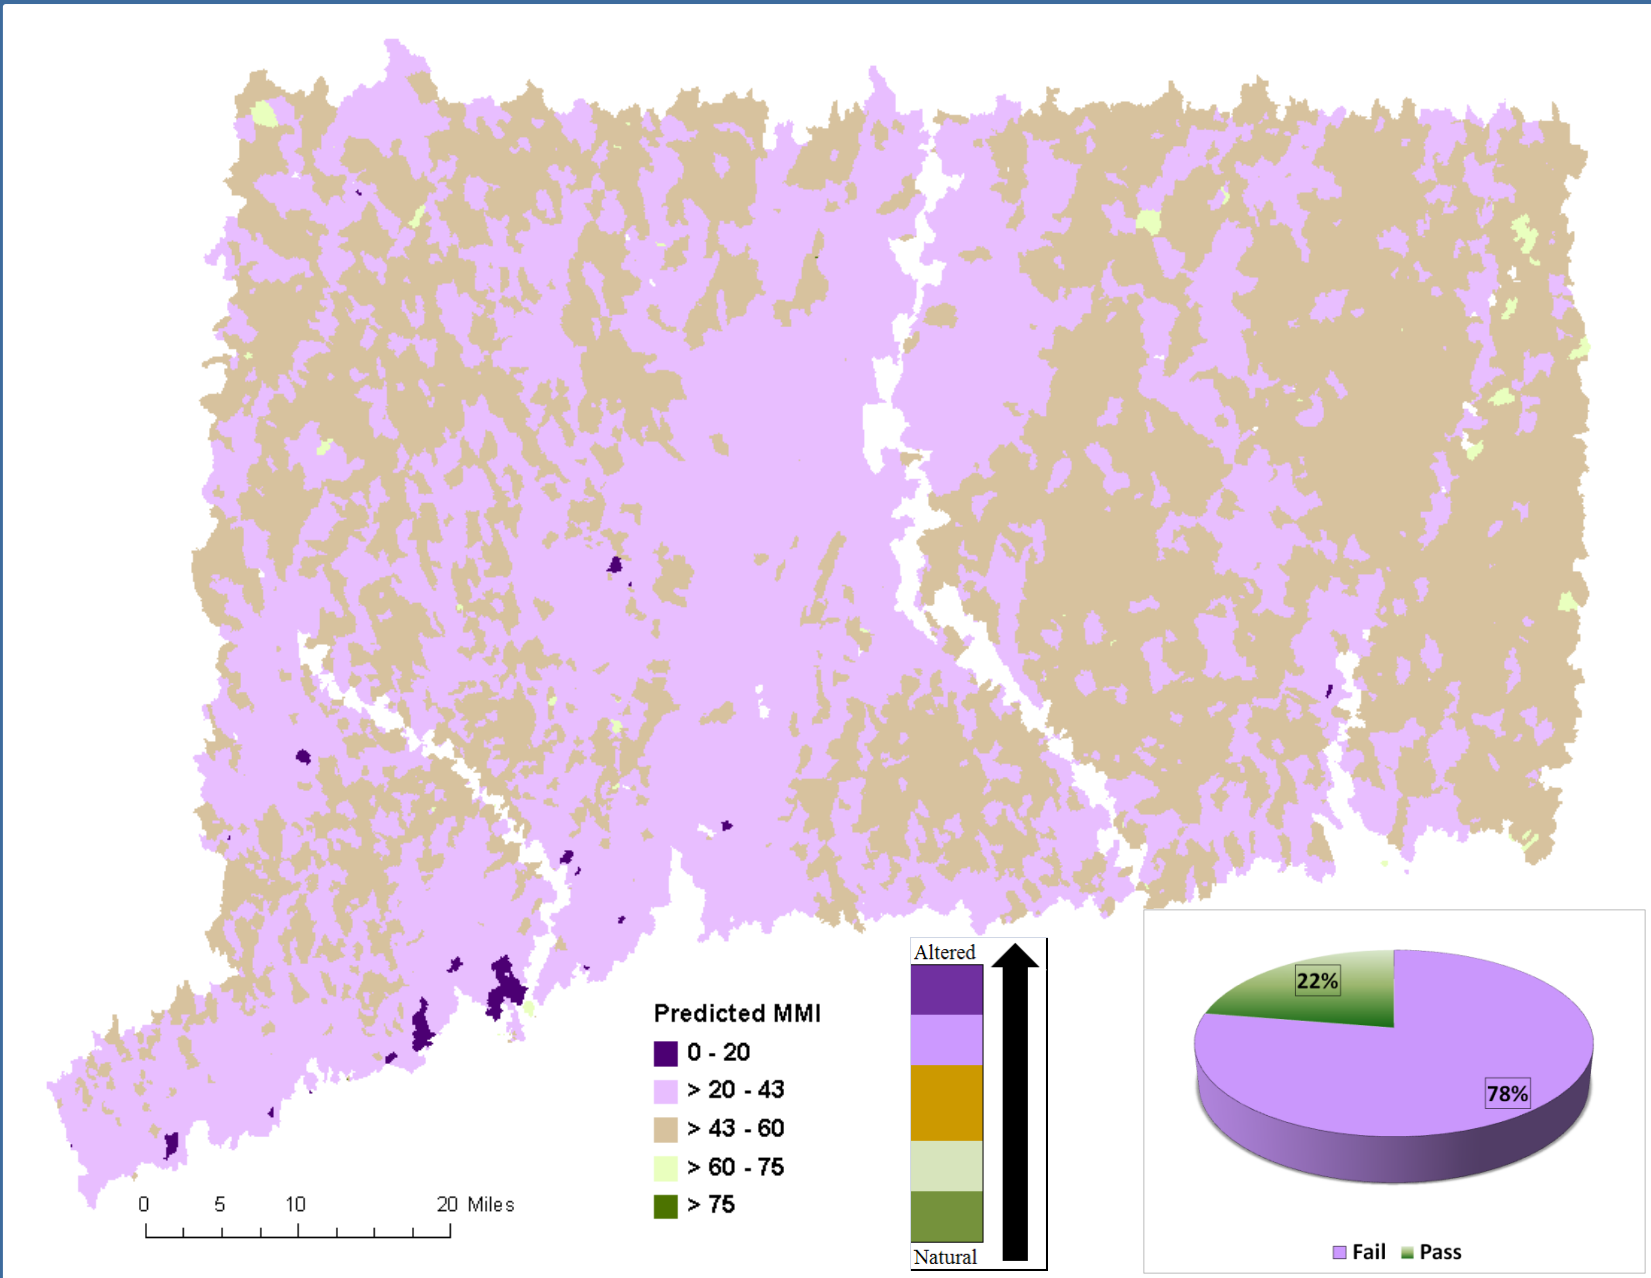 Predicted MMI
0 - 20
> 20 - 43
> 43 - 60
> 60 - 75
> 75
0 5 10 20 Miles
Altered
Natural
22%
78%
Fail Pass